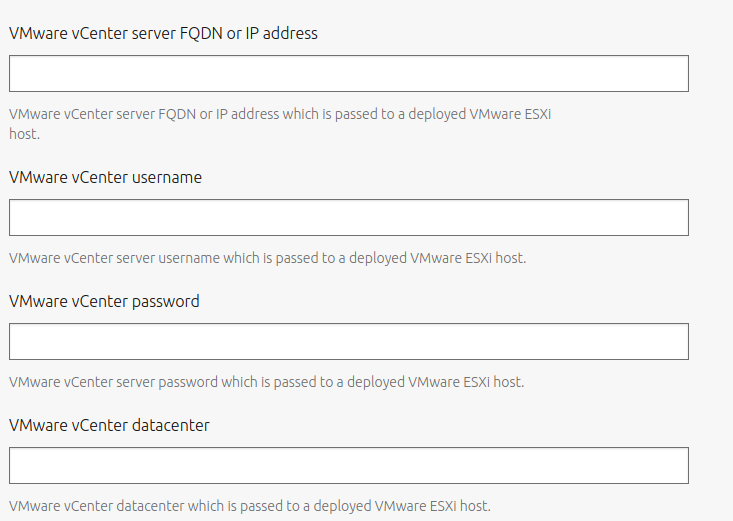 VMware vCenter server FQDN or IP address
VMware vCenter server FQDN or IP address which is passed to a deployed VMware ESXi
host.
VMware vCenter username
VMware vCenter server username which is passed to a deployed VMware ESXi host.
VMware vCenter password
VMware vCenter server password which is passed to a deployed VMware ESXi host.
VMware vCenter datacenter
VMware vCenter datacenter which is passed to a deployed VMware ESXi host.